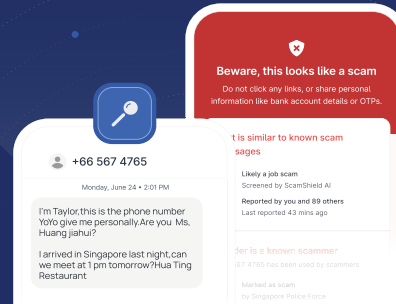 Beware, this looks like a scam
Do not click any links, or share personal
information like bank account details or OTPs.
is similar to known scam
Likely a job scam
Screened by ScamShield AI
Reported by you and 89 others
Last reported 43 mins ago
is a known scammer
4765 has been used by scammers
Marked as scam
by Singapore Police Force
+66 567 4765
Monday, June 24 • 2:01 PM
I'm Taylor,this is the phone number
YoYo give me personally.Are you Ms,
Huang jiahui?
I arrived in Singapore last night,can
we meet at 1 pm tomorrow?Hua Ting
Restaurant